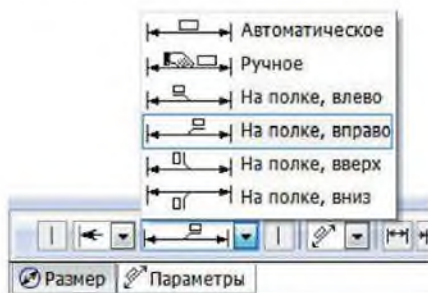 Автоматическое
Ручное
На полке, влево
На полке, вправо
На полке, вверх
На полке, вниз
Размер Параметры